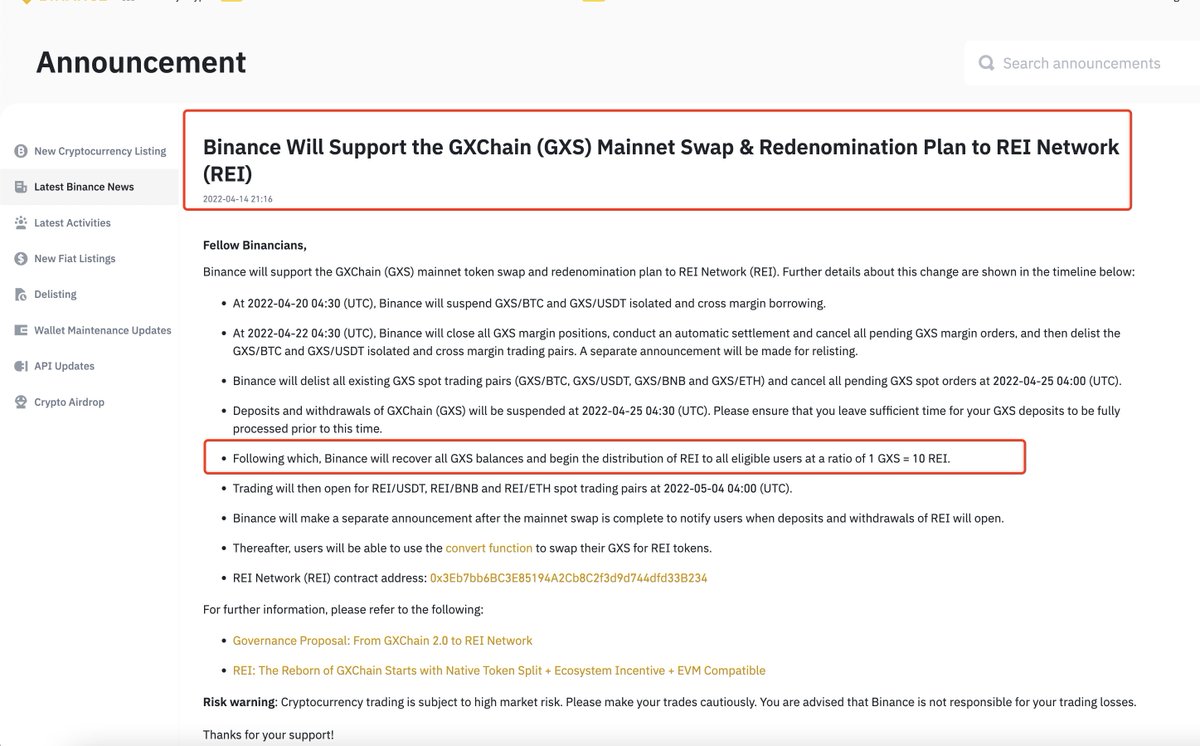 Announcement
Search announcements
New Cryptocurrency Listing
Latest Binance News
Latest Activities
New Fiat Listings
Delisting
Wallet Maintenance Updates
API Updates
Crypto Airdrop
Binance Will Support the GXChain (GXS) Mainnet Swap & Redenomination Plan to REI Network
(REI)
2022-04-14 21:16
Fellow Binancians,
Binance will support the GXChain (GXS) mainnet token swap and redenomination plan to REI Network (REI). Further details about this change are shown in the timeline below:
• At 2022-04-20 04:30 (UTC), Binance will suspend GXS/BTC and GXS/USDT isolated and cross margin borrowing.
• At 2022-04-22 04:30 (UTC), Binance will close all GXS margin positions, conduct an automatic settlement and cancel all pending GXS margin orders, and then delist the
GXS/BTC and GXS/USDT isolated and cross margin trading pairs. A separate announcement will be made for relisting.
• Binance will delist all existing GXS spot trading pairs (GXS/BTC, GXS/USDT, GXS/BNB and GXS/ETH) and cancel all pending GXS spot orders at 2022-04-25 04:00 (UTC).
• Deposits and withdrawals of GXChain (GXS) will be suspended at 2022-04-25 04:30 (UTC). Please ensure that you leave sufficient time for your GXS deposits to be fully
processed prior to this time.
• Following which, Binance will recover all GXS balances and begin the distribution of REI to all eligible users at a ratio of 1 GXS = 10 REI.
• Trading will then open for REI/USDT, REI/BNB and REI/ETH spot trading pairs at 2022-05-04 04:00 (UTC).
• Binance will make a separate announcement after the mainnet swap is complete to notify users when deposits and withdrawals of REI will open.
• Thereafter, users will be able to use the convert function to swap their GXS for REI tokens.
• REI Network (REI) contract address: 0x3Eb7bb6BC3E85194A2Cb8C2f3d9d744dfd33B234
For further information, please refer to the following:
• Governance Proposal: From GXChain 2.0 to REI Network
• REI: The Reborn of GXChain Starts with Native Token Split + Ecosystem Incentive + EVM Compatible
Risk warning: Cryptocurrency trading is subject to high market risk. Please make your trades cautiously. You are advised that Binance is not responsible for your trading losses.
Thanks for your support!